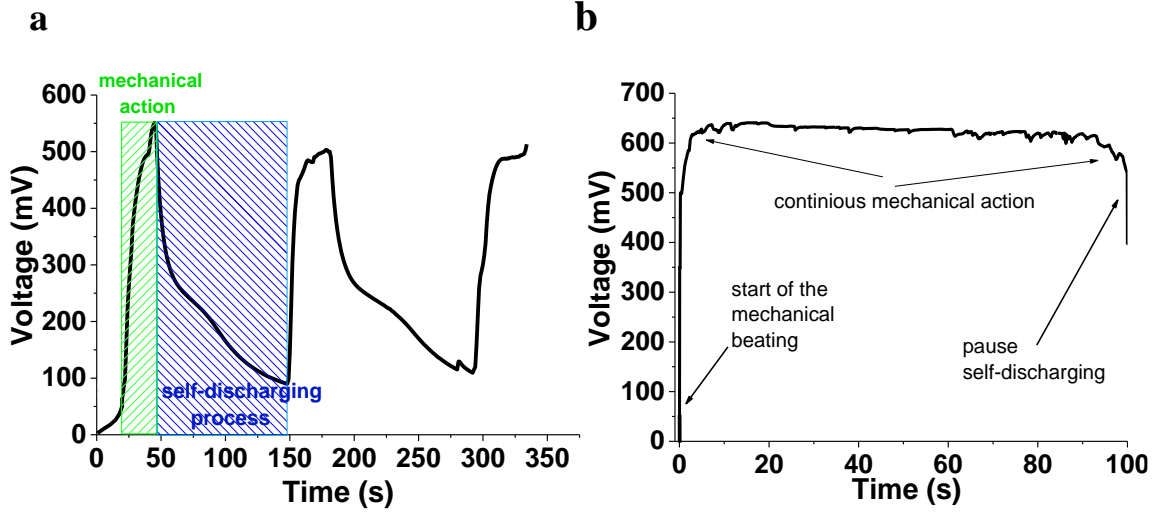 a
mechanical
action
600
500
400
300
200
100
0
Voltage (mV)
self-discharging
process
0
50
100
150
200
250
300
350
Time (s)
b
700
600
500
400
300
200
100
0
Voltage (mV)
continious mechanical action
start of the
mechanical
beating
pause
self-discharging
0
20
40
60
80
100
Time (s)